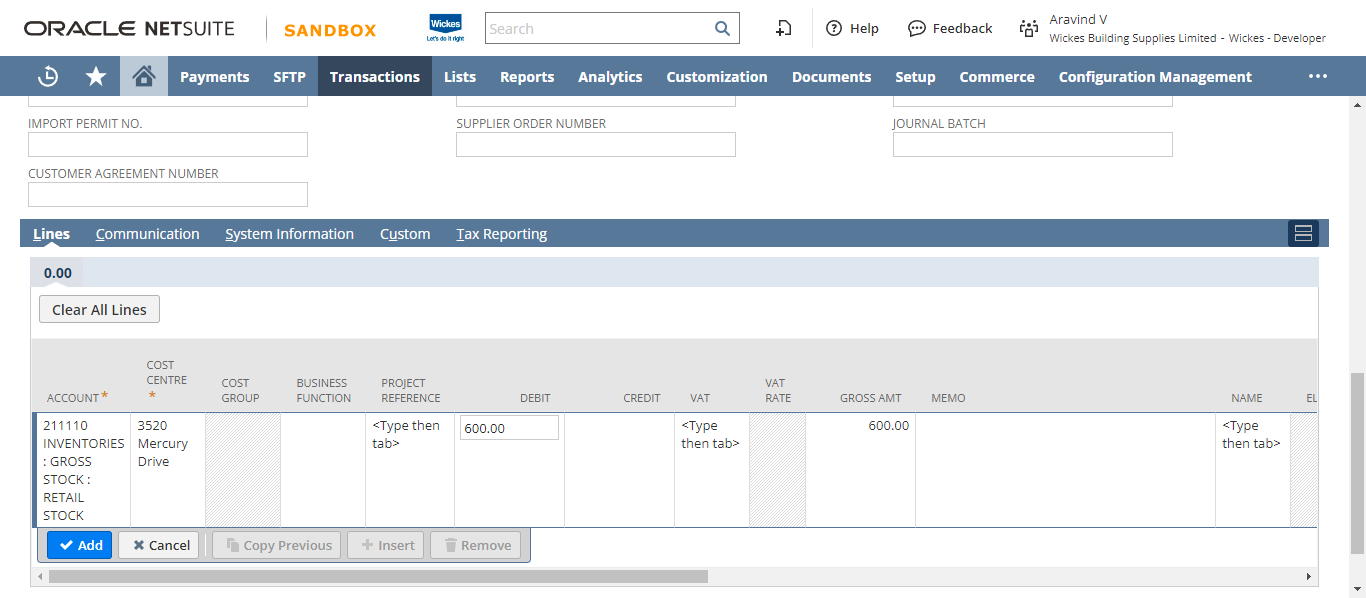 ORACLE NETSUITE
SANDBOX
Wickes
Let's do it right
Search
Help
Feedback
Aravind V
Wickes Building Supplies Limited - Wickes - Developer
Payments SFTP Transactions Lists Reports Analytics Customization Documents Setup Commerce Configuration Management
IMPORT PERMIT NO. SUPPLIER ORDER NUMBER JOURNAL BATCH
CUSTOMER AGREEMENT NUMBER
Lines Communication System Information Custom Tax Reporting
0.00
Clear All Lines
COST
CENTRE COST BUSINESS PROJECT VAT
ACCOUNT * * GROUP FUNCTION REFERENCE DEBIT CREDIT VAT RATE GROSS AMT MEMO NAME EL
211110 3520 <Type then 600.00 <Type 600.00 <Type
INVENTORIES Mercury tab> then tab> then tab>
: GROSS Drive
STOCK :
RETAIL
STOCK
Add Cancel Copy Previous Insert Remove